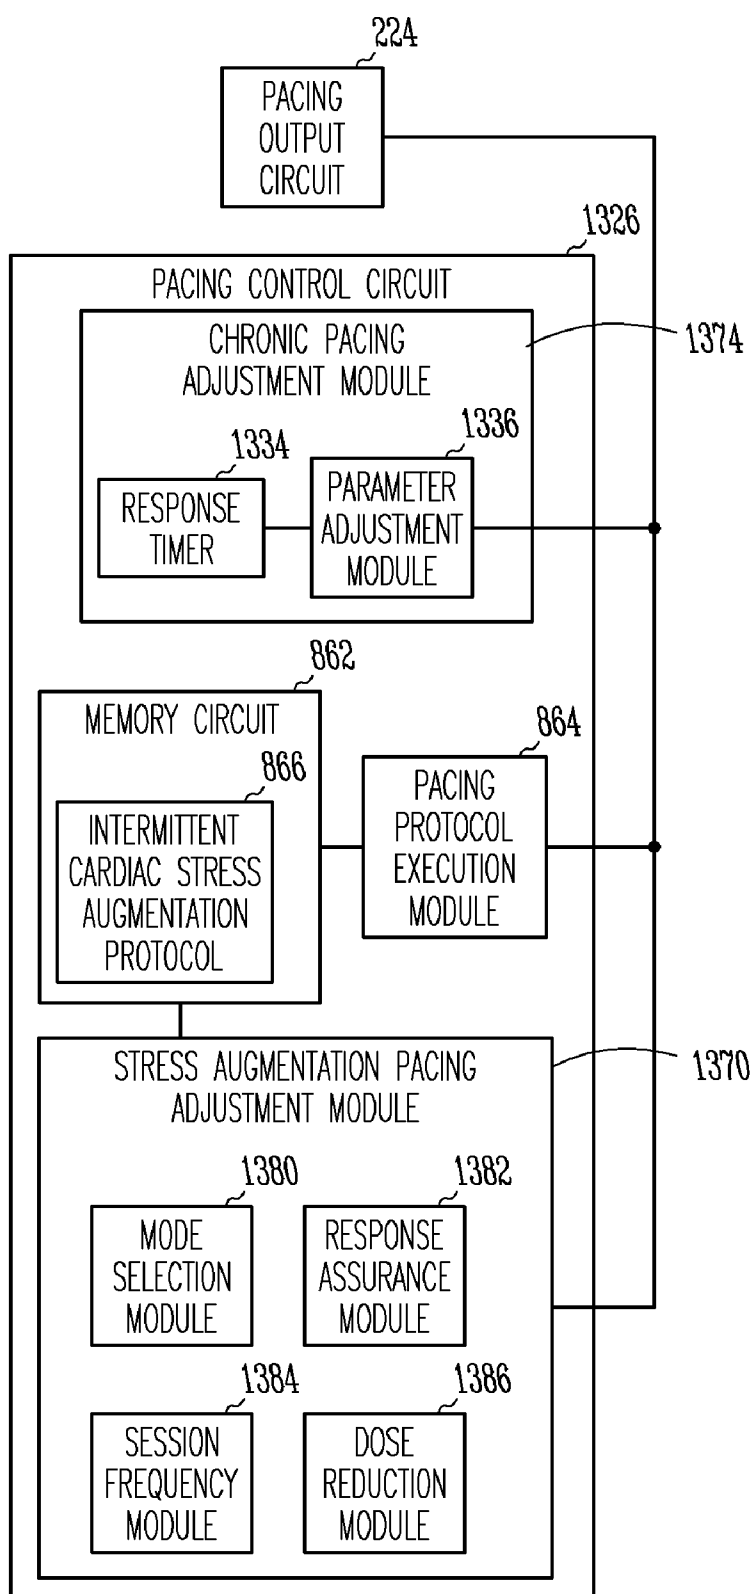 224
PACING
OUTPUT
CIRCUIT
1326
PACING CONTROL CIRCUIT
CHRONIC PACING
ADJUSTMENT MODULE
1374
1334
RESPONSE
TIMER
1336
PARAMETER
ADJUSTMENT
MODULE
862
MEMORY CIRCUIT
866
INTERMITTENT
CARDIAC STRESS
AUGMENTATION
PROTOCOL
864
PACING
PROTOCOL
EXECUTION
MODULE
STRESS AUGMENTATION PACING
ADJUSTMENT MODULE
1370
1380
MODE
SELECTION
MODULE
1382
RESPONSE
ASSURANCE
MODULE
1384
SESSION
FREQUENCY
MODULE
1386
DOSE
REDUCTION
MODULE